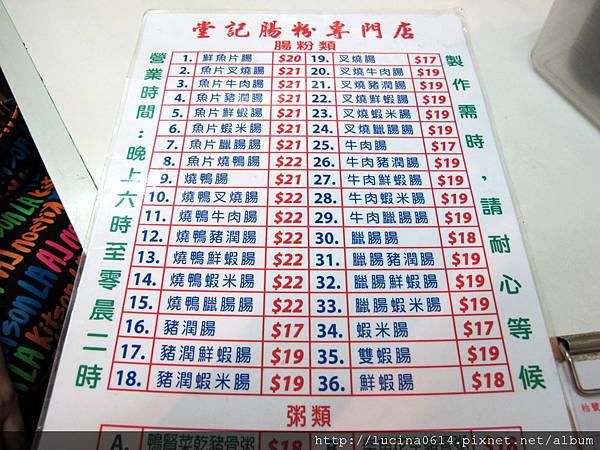 堂記腸粉專門店
腸粉類
營業時間：晚上六時至零晨二時
1. 鮮魚片腸 $20
2. 魚片叉燒腸 $21
3. 魚片牛肉腸 $21
4. 魚片豬潤腸 $21
5. 魚片鮮蝦腸 $21
6. 魚片蝦米腸 $21
7. 魚片臘腸腸 $21
8. 魚片燒鴨腸 $22
9. 燒鴨腸 $21
10. 燒鴨叉燒腸 $22
11. 燒鴨牛肉腸 $22
12. 燒鴨豬潤腸 $22
13. 燒鴨鮮蝦腸 $22
14. 燒鴨蝦米腸 $22
15. 燒鴨臘腸腸 $22
16. 豬潤腸 $17
17. 豬潤鮮蝦腸 $19
18. 豬潤蝦米腸 $19
19. 叉燒腸 $17
20. 叉燒牛肉腸 $19
21. 叉燒豬潤腸 $19
22. 叉燒鮮蝦腸 $19
23. 叉燒蝦米腸 $19
24. 叉燒臘腸腸 $19
25. 牛肉腸 $17
26. 牛肉豬潤腸 $19
27. 牛肉鮮蝦腸 $19
28. 牛肉蝦米腸 $19
29. 牛肉臘腸腸 $19
30. 臘腸腸 $18
31. 臘腸豬潤腸 $19
32. 臘腸鮮蝦腸 $19
33. 臘腸蝦米腸 $19
34. 蝦米腸 $17
35. 雙蝦腸 $19
36. 鮮蝦腸 $18
製作需時，請耐心等候
粥類
A. 鴨腎菜乾豬骨粥 $18
Kitson LA
http://lucina0614.pixnet.net/album